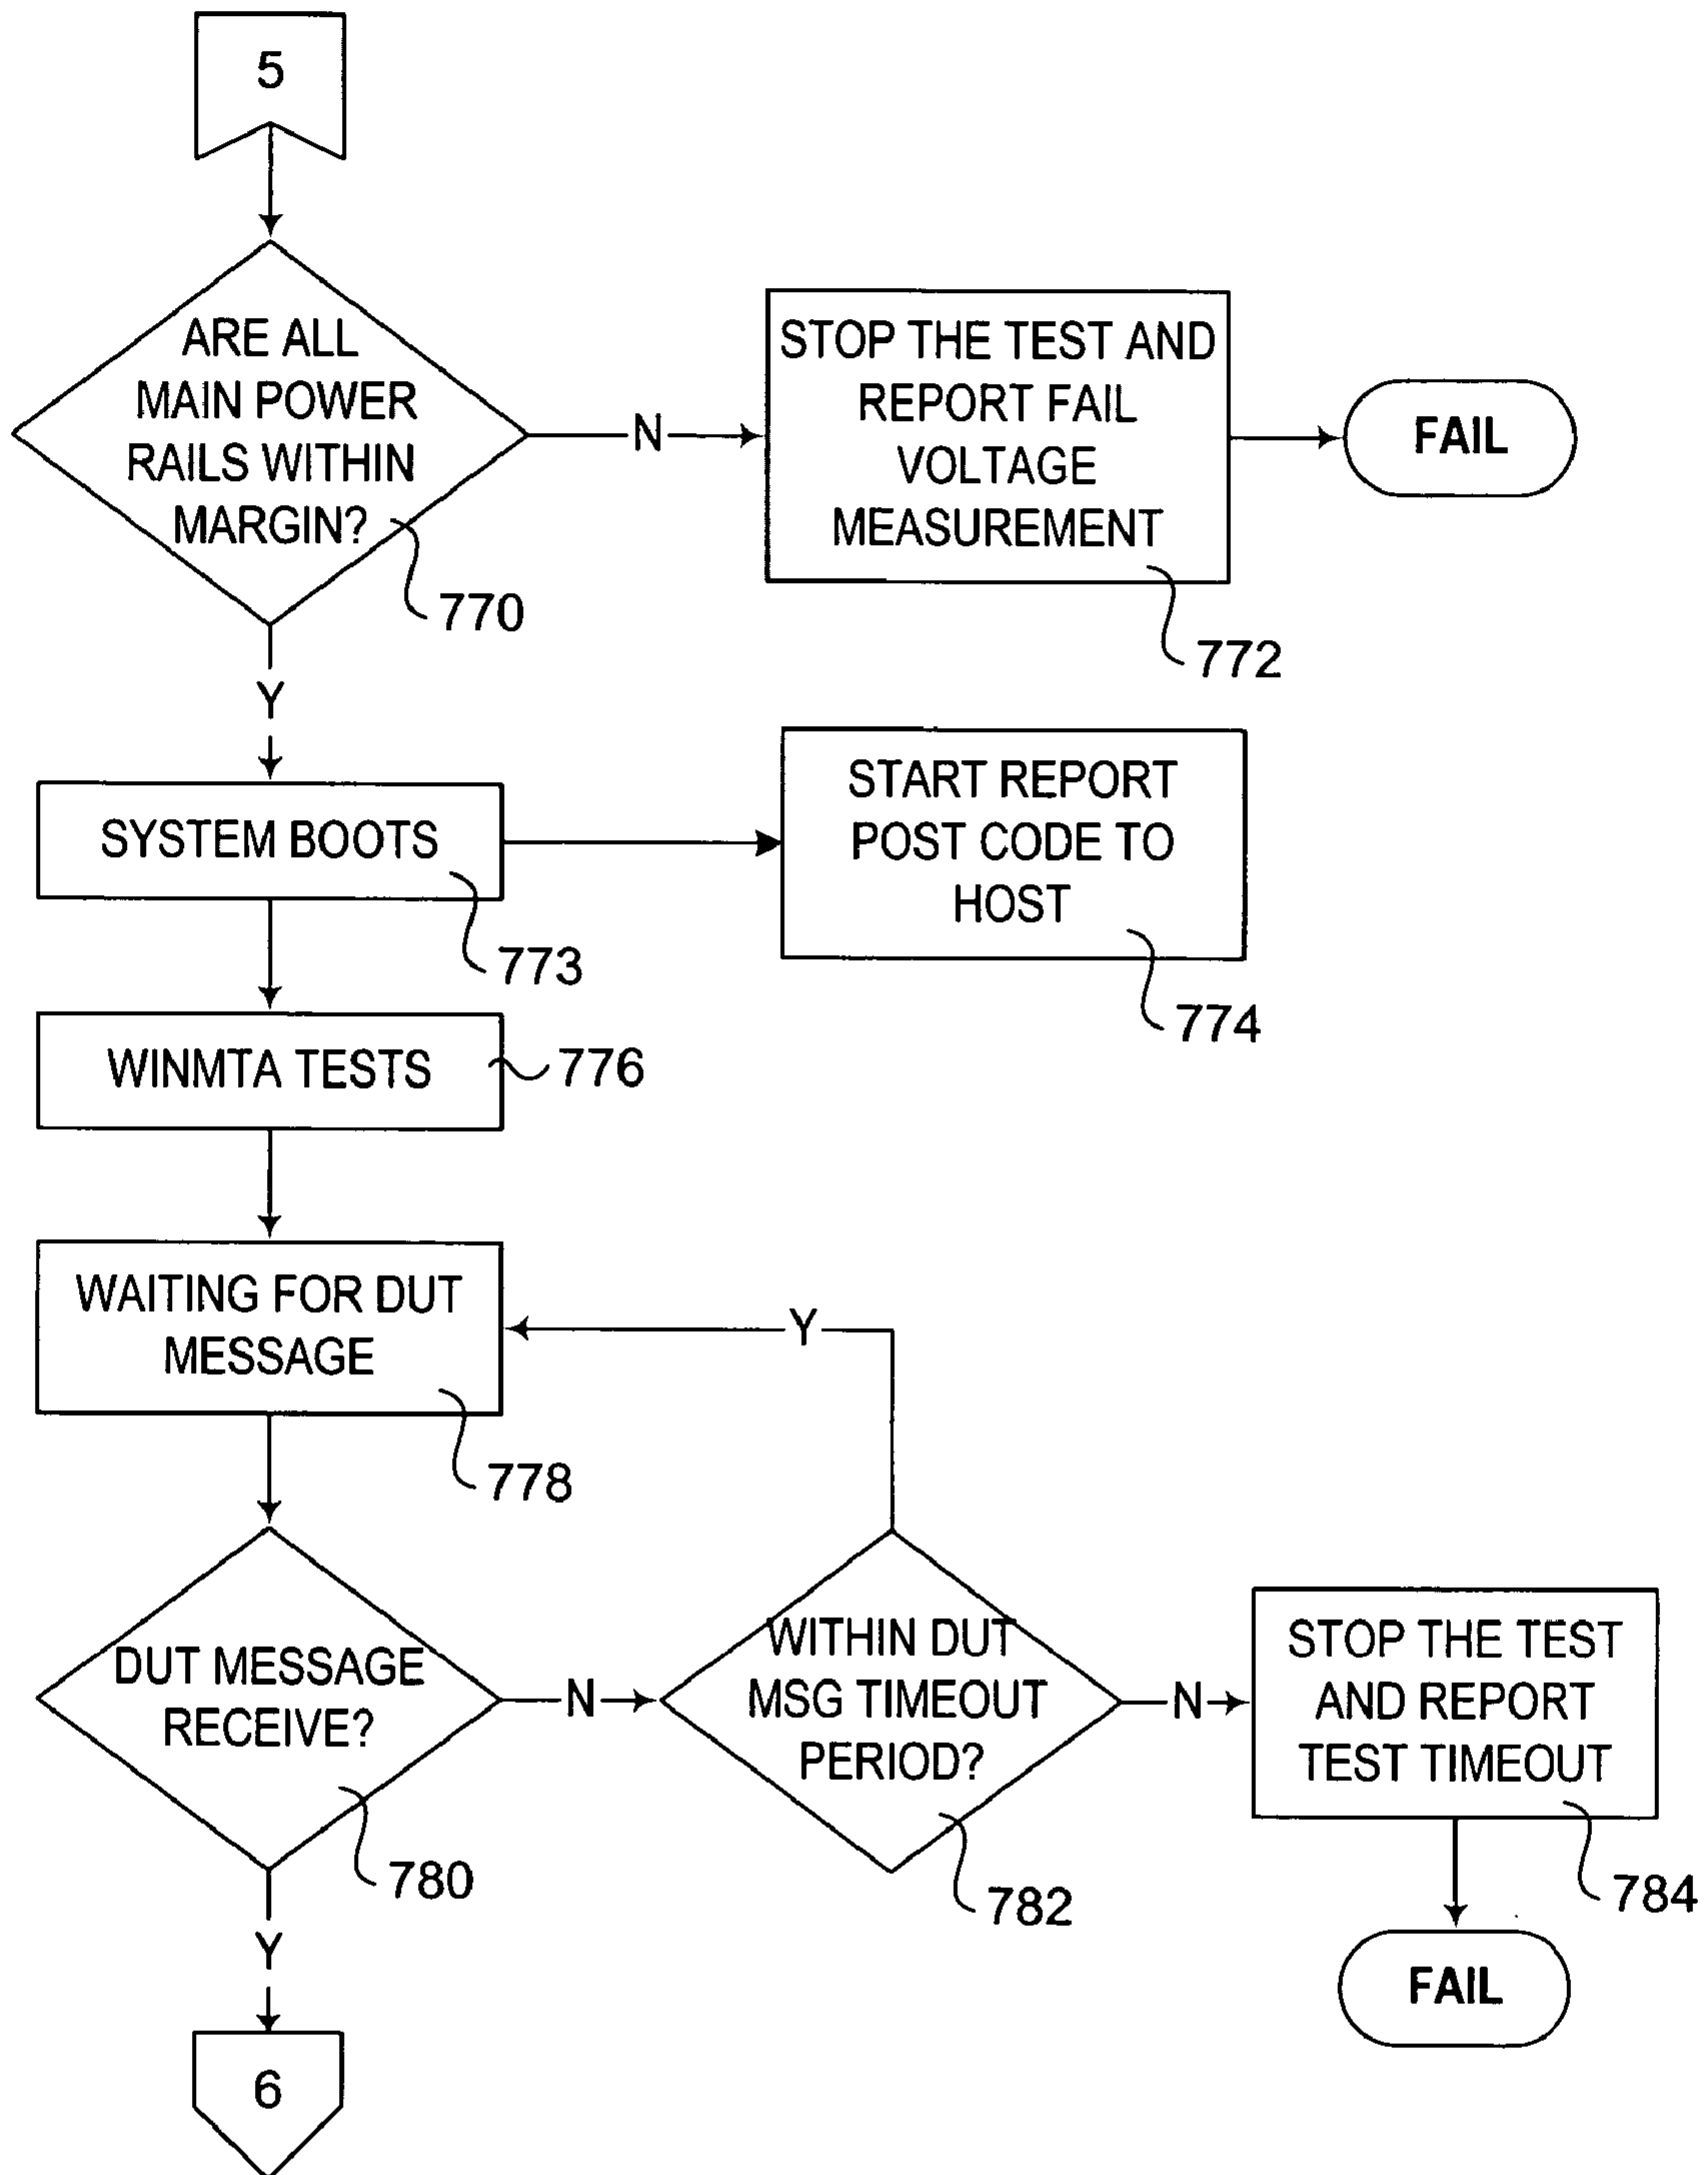 5
ARE ALL
MAIN POWER
RAILS WITHIN
MARGIN?
770
N
STOP THE TEST AND
REPORT FAIL
VOLTAGE
MEASUREMENT
772
FAIL
Y
SYSTEM BOOTS
773
START REPORT
POST CODE TO
HOST
774
WINMTA TESTS
776
WAITING FOR DUT
MESSAGE
778
Y
DUT MESSAGE
RECEIVE?
780
N
WITHIN DUT
MSG TIMEOUT
PERIOD?
782
N
STOP THE TEST
AND REPORT
TEST TIMEOUT
784
FAIL
Y
6